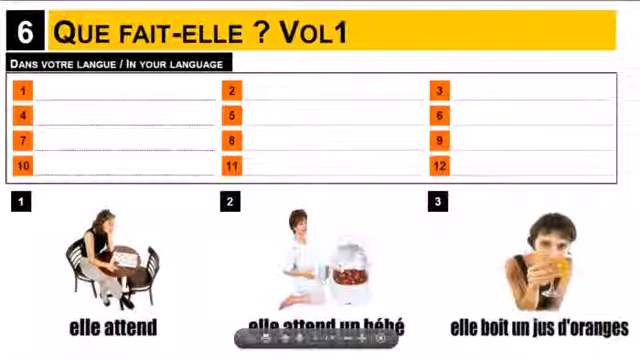 6 QUE FAIT-ELLE ? VOL1
DANS VOTRE LANGUE / IN YOUR LANGUAGE
1 2 3
4 5 6
7 8 9
10 11 12
1 2 3
elle attend
elle attend un bébé
elle boit un jus d'oranges